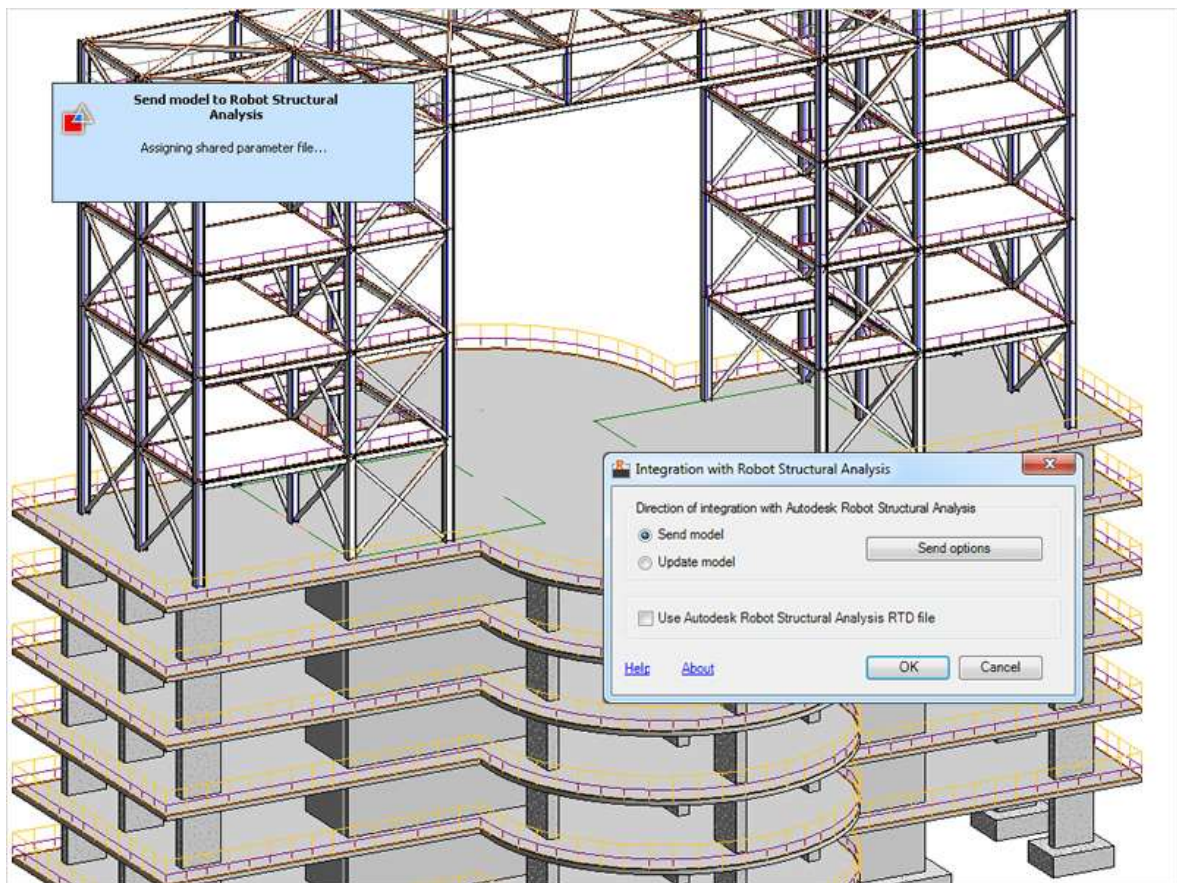 Send model to Robot Structural
Analysis
Assigning shared parameter file...
Integration with Robot Structural Analysis
Direction of integration with Autodesk Robot Structural Analysis
Send model
Send options
Update model
Use Autodesk Robot Structural Analysis RTD file
Help
About
OK
Cancel